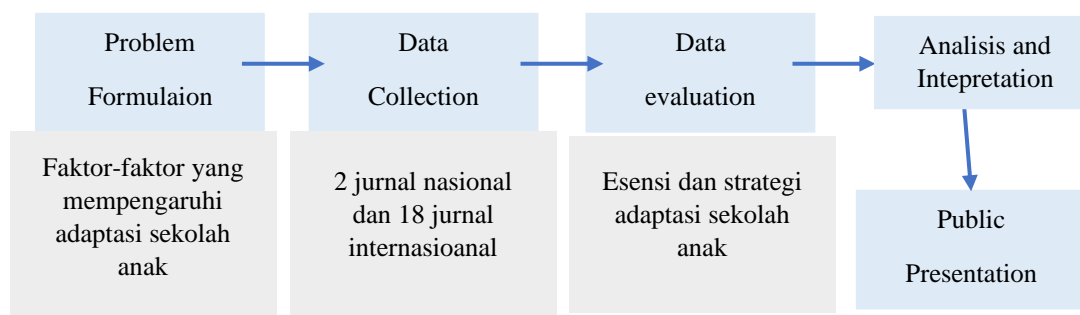 Problem
Formulaion
Faktor-faktor yang
mempengaruhi
adaptasi sekolah
anak
Data
Collection
2 jurnal nasional
dan 18 jurnal
internasioanal
Data
evaluation
Esensi dan strategi
adaptasi sekolah
anak
Analisis and
Intepretation
Public
Presentation